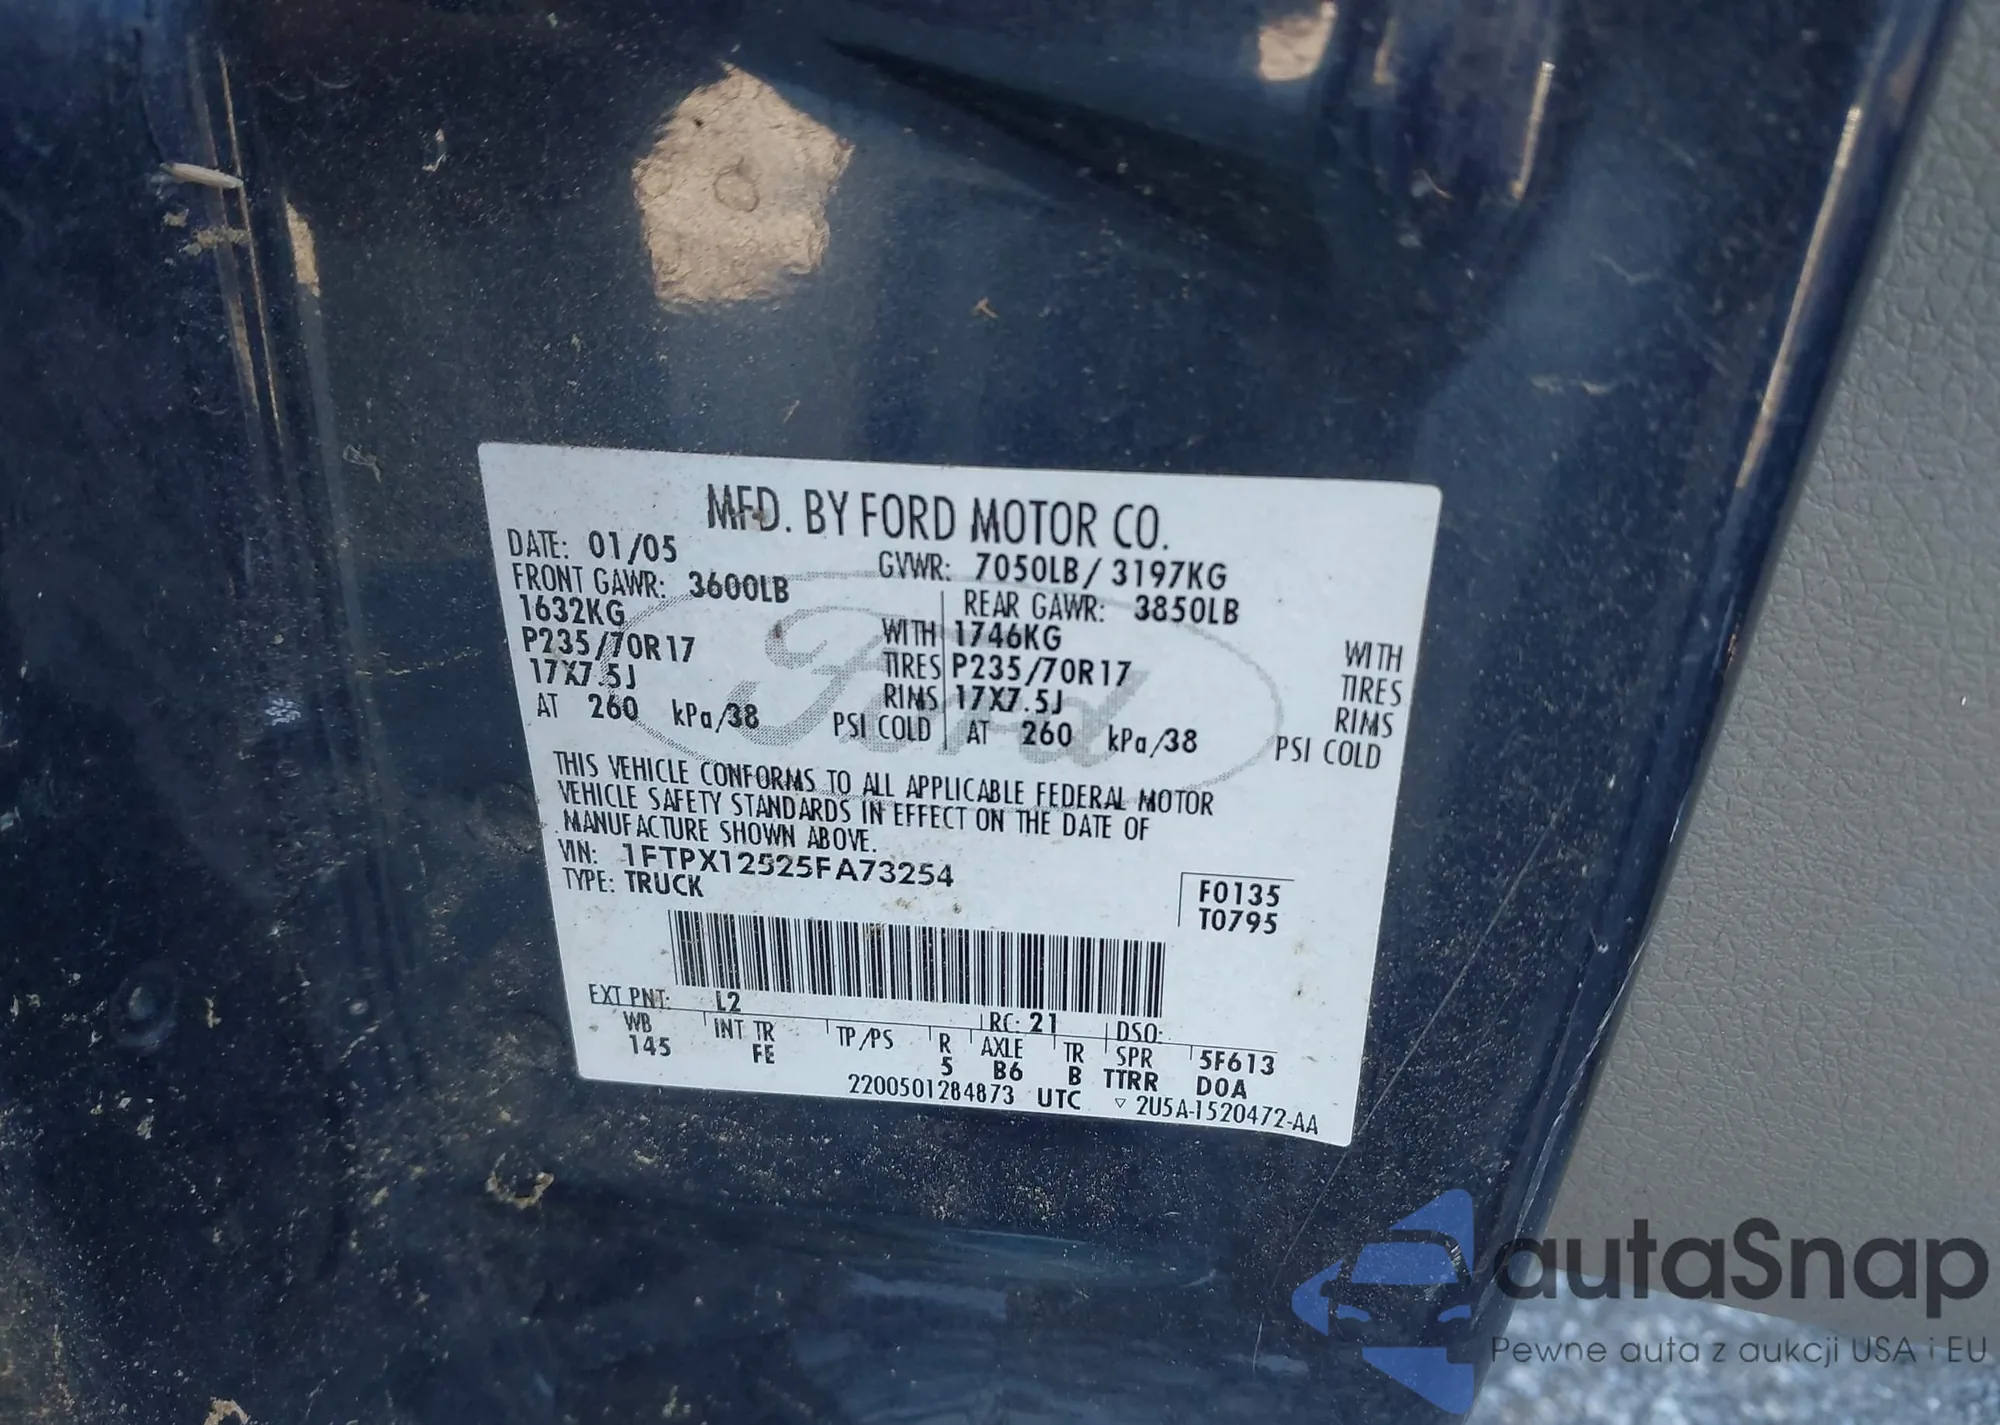 MFD. BY FORD MOTOR CO.
DATE: 01/05 GVWR: 7050LB / 3197KG
FRONT GAWR: 3600LB REAR GAWR: 3850LB
1632KG WITH 1746KG WITH
P235/70R17 TIRES P235/70R17 TIRES
17X7.5J RIMS 17X7.5J RIMS
AT 260 kPa/38 PSI COLD AT 260 kPa/38 PSI COLD
Ford
THIS VEHICLE CONFORMS TO ALL APPLICABLE FEDERAL MOTOR
VEHICLE SAFETY STANDARDS IN EFFECT ON THE DATE OF
MANUFACTURE SHOWN ABOVE.
VIN: 1FTPX12525FA73254
TYPE: TRUCK
F0135
T0795
EXT PNT: L2 RC: 21 DSO:
WB INT TR TP/PS R AXLE TR SPR 5F613
145 FE 5 B6 B TTRR DOA
2200501284873 UTC ▽ 2U5A-1520472-AA
autaSnap
Pewne auta z aukcji USA i EU